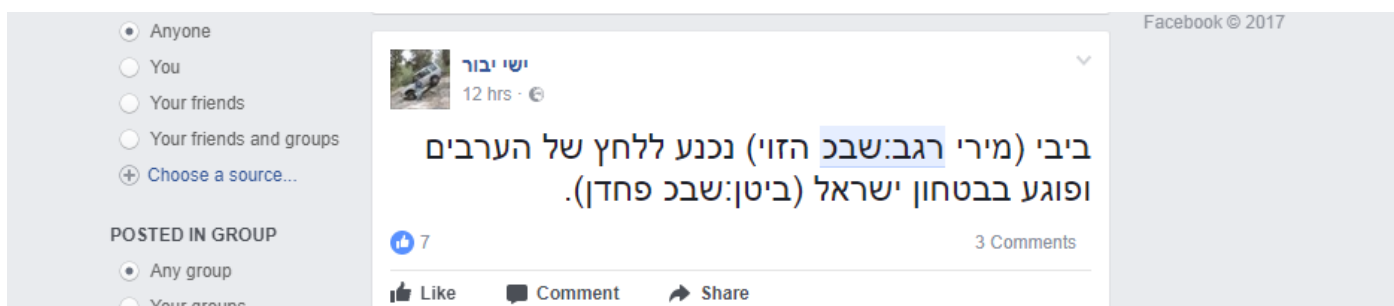 Anyone
You
Your friends
Your friends and groups
Choose a source...
POSTED IN GROUP
Any group
Your groups
ישי יבור
12 hrs ·
ביבי (מירי רגב:שבכ הזוי) נכנע ללחץ של הערבים
ופוגע בבטחון ישראל (ביטן:שבכ פחדן).
7
3 Comments
Like Comment Share
Facebook © 2017